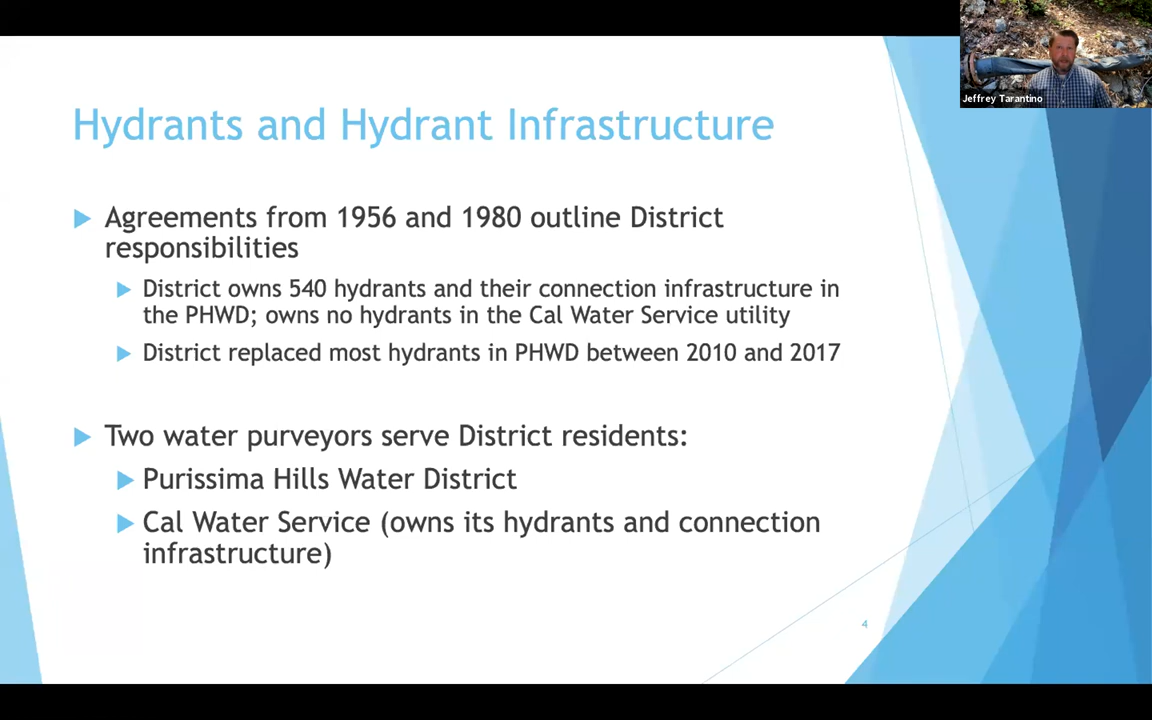 Jeffrey Tarantino
Hydrants and Hydrant Infrastructure
Agreements from 1956 and 1980 outline District
responsibilities
District owns 540 hydrants and their connection infrastructure in
the PHWD; owns no hydrants in the Cal Water Service utility
District replaced most hydrants in PHWD between 2010 and 2017
Two water purveyors serve District residents:
Purissima Hills Water District
Cal Water Service (owns its hydrants and connection
infrastructure)
4